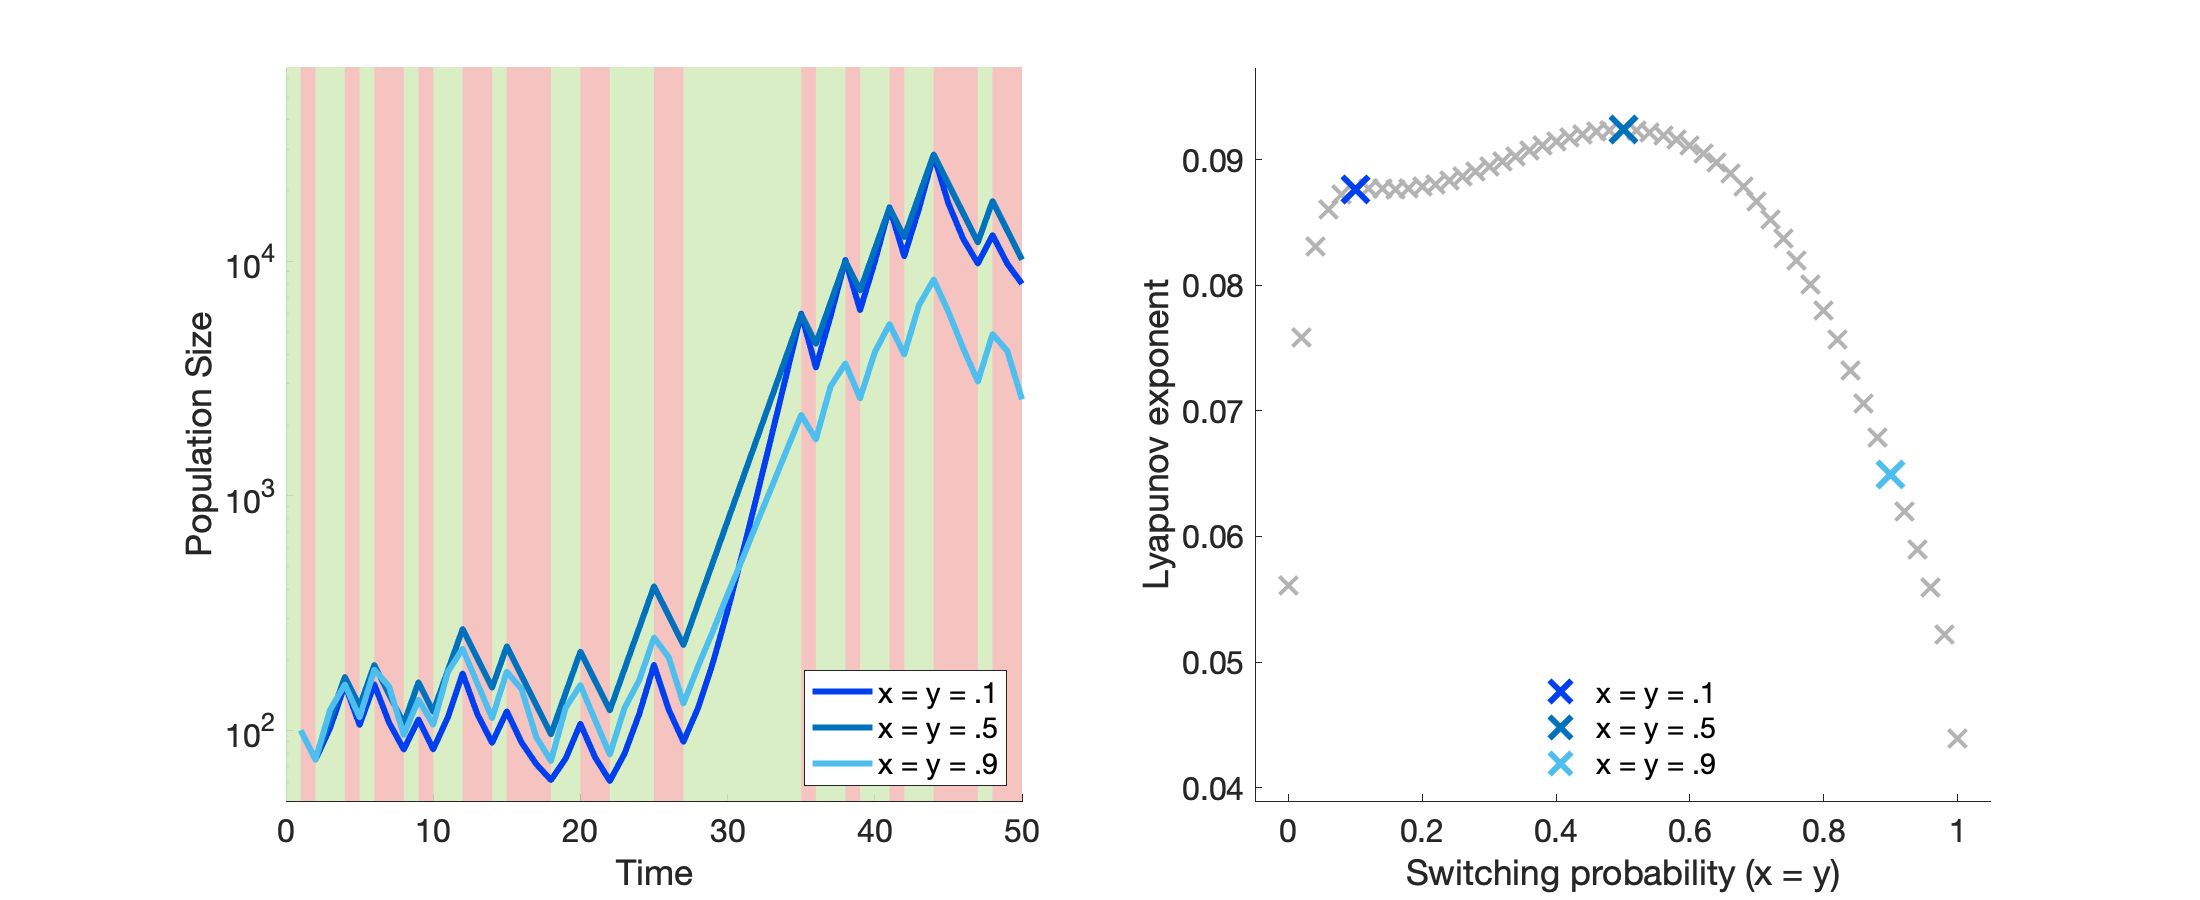 Population Size
10^4
10^3
10^2
0 10 20 30 40 50
Time
x = y = .1
x = y = .5
x = y = .9
Lyapunov exponent
0.09
0.08
0.07
0.06
0.05
0.04
0 0.2 0.4 0.6 0.8 1
Switching probability (x = y)
x = y = .1
x = y = .5
x = y = .9